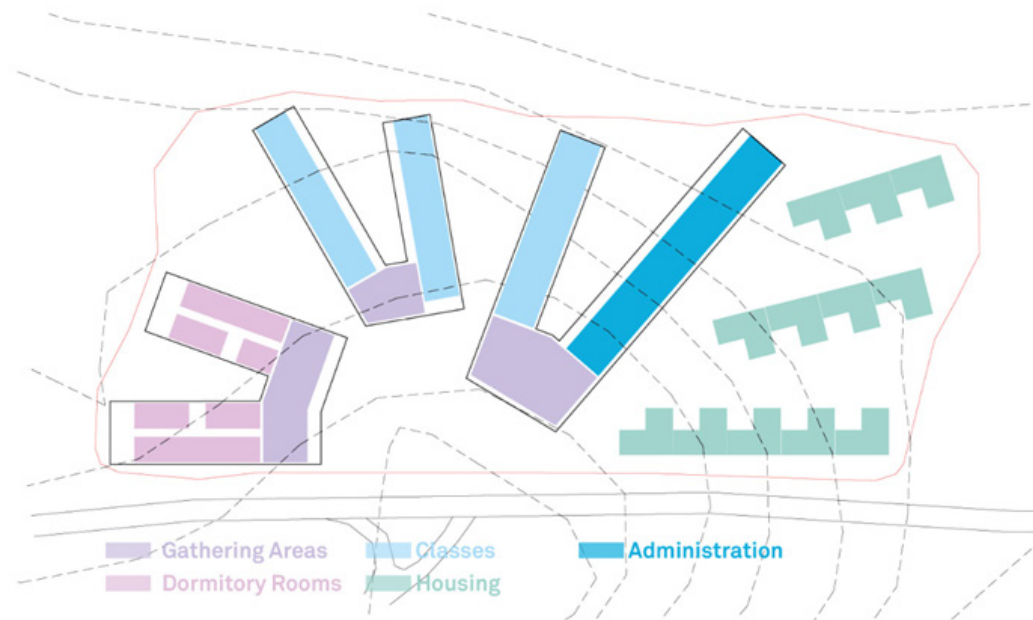 Gathering Areas
Classes
Administration
Dormitory Rooms
Housing